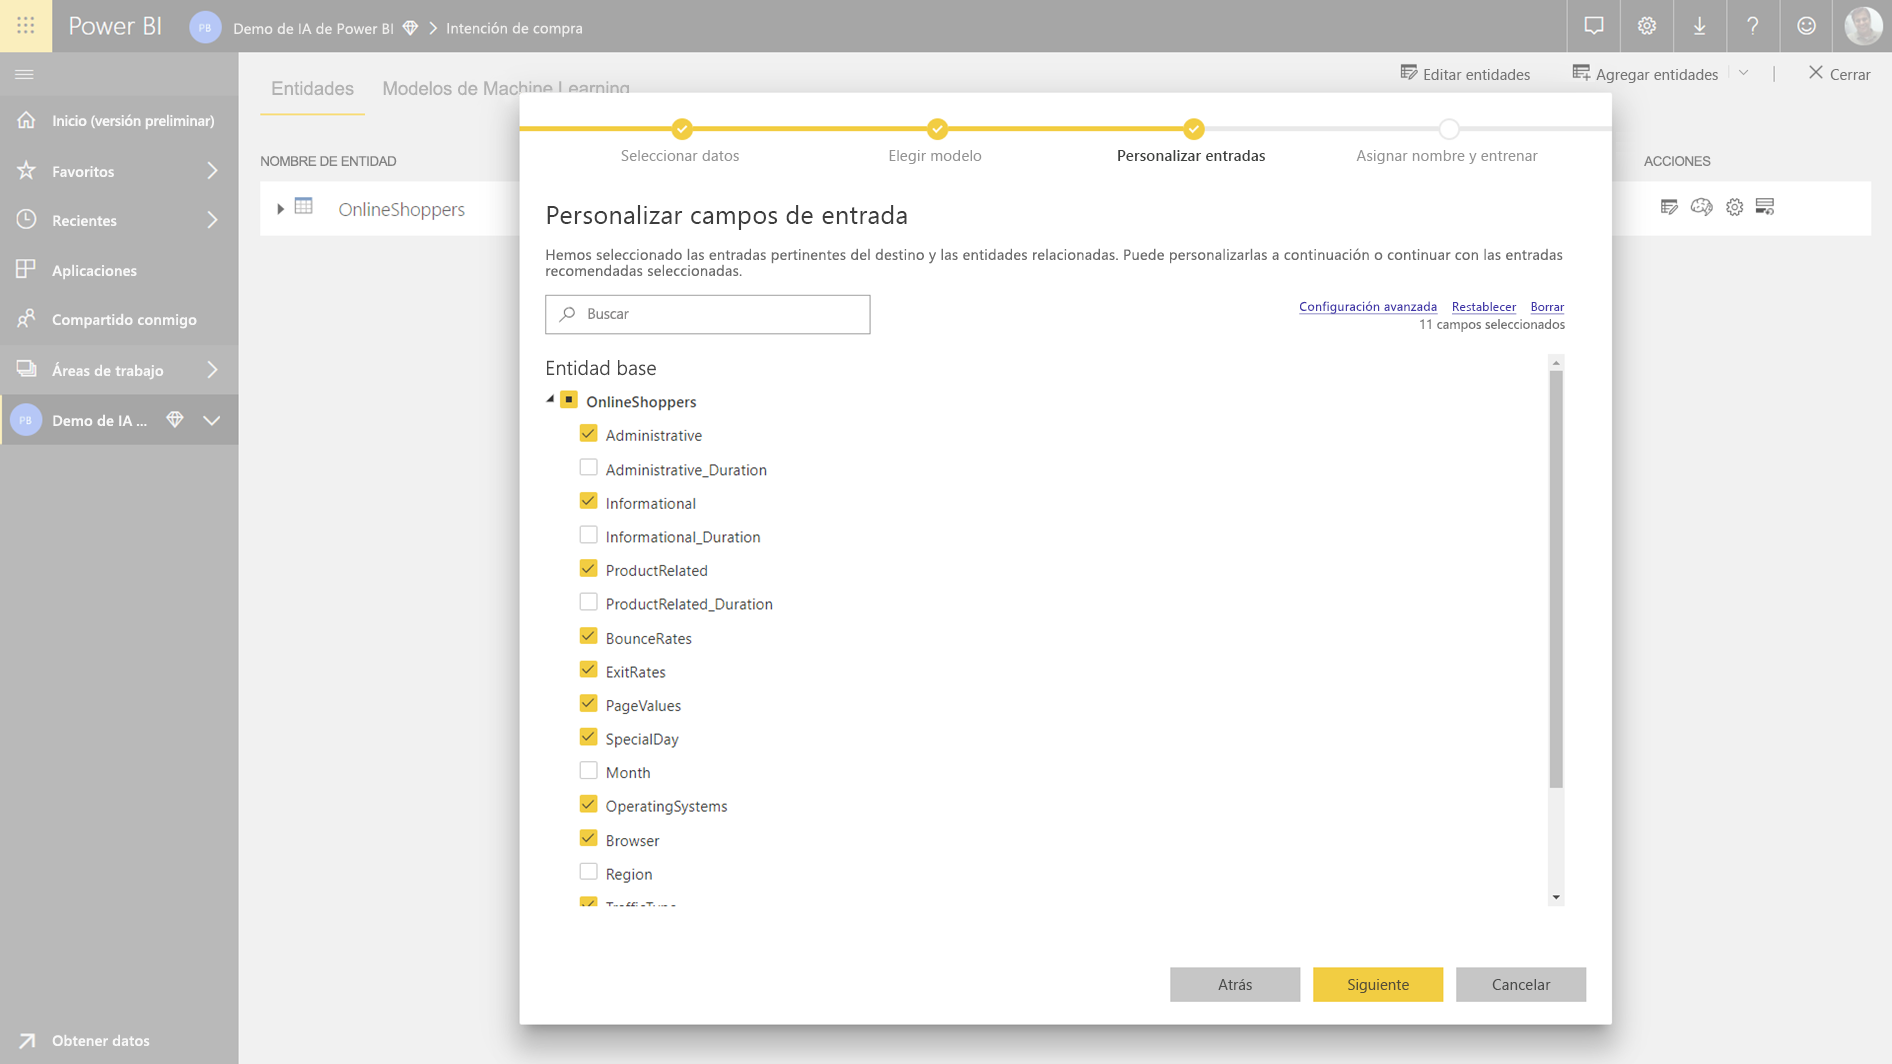 Power BI
PB
Demo de IA de Power BI
Intención de compra
Editar entidades
Agregar entidades
Cerrar
Inicio (versión preliminar)
Favoritos
Recientes
Aplicaciones
Compartido conmigo
Áreas de trabajo
PB
Demo de IA ...
Obtener datos
Entidades
Modelos de Machine Learning
NOMBRE DE ENTIDAD
ACCIONES
OnlineShoppers
Seleccionar datos
Elegir modelo
Personalizar entradas
Asignar nombre y entrenar
Personalizar campos de entrada
Hemos seleccionado las entradas pertinentes del destino y las entidades relacionadas. Puede personalizarlas a continuación o continuar con las entradas
recomendadas seleccionadas.
Buscar
Configuración avanzada
Restablecer
Borrar
11 campos seleccionados
Entidad base
OnlineShoppers
Administrative
Administrative_Duration
Informational
Informational_Duration
ProductRelated
ProductRelated_Duration
BounceRates
ExitRates
PageValues
SpecialDay
Month
OperatingSystems
Browser
Region
TrafficType
Atrás
Siguiente
Cancelar